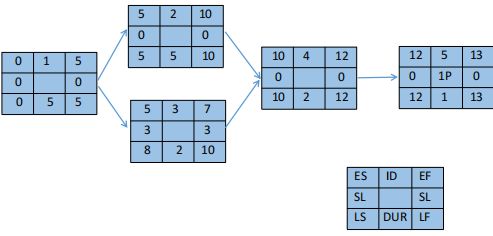 0 1 5
0 0
0 5 5
5 2 10
0 0
5 5 10
5 3 7
3 3
8 2 10
10 4 12
0 0
10 2 12
12 5 13
0 1P 0
12 1 13
ES ID EF
SL SL
LS DUR LF